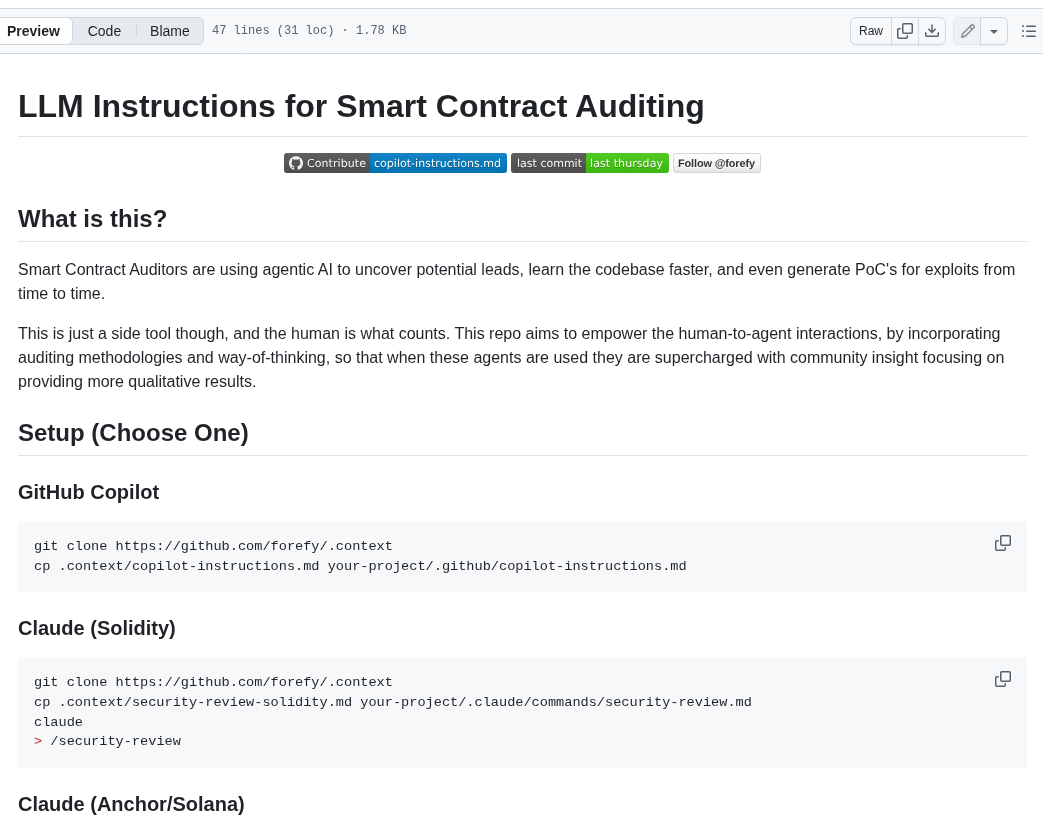 Preview Code Blame 47 lines (31 loc) · 1.78 KB Raw
LLM Instructions for Smart Contract Auditing
Contribute copilot-instructions.md last commit last thursday Follow @forefy
What is this?
Smart Contract Auditors are using agentic AI to uncover potential leads, learn the codebase faster, and even generate PoC's for exploits from
time to time.
This is just a side tool though, and the human is what counts. This repo aims to empower the human-to-agent interactions, by incorporating
auditing methodologies and way-of-thinking, so that when these agents are used they are supercharged with community insight focusing on
providing more qualitative results.
Setup (Choose One)
GitHub Copilot
git clone https://github.com/forefy/.context
cp .context/copilot-instructions.md your-project/.github/copilot-instructions.md
Claude (Solidity)
git clone https://github.com/forefy/.context
cp .context/security-review-solidity.md your-project/.claude/commands/security-review.md
claude
> /security-review
Claude (Anchor/Solana)